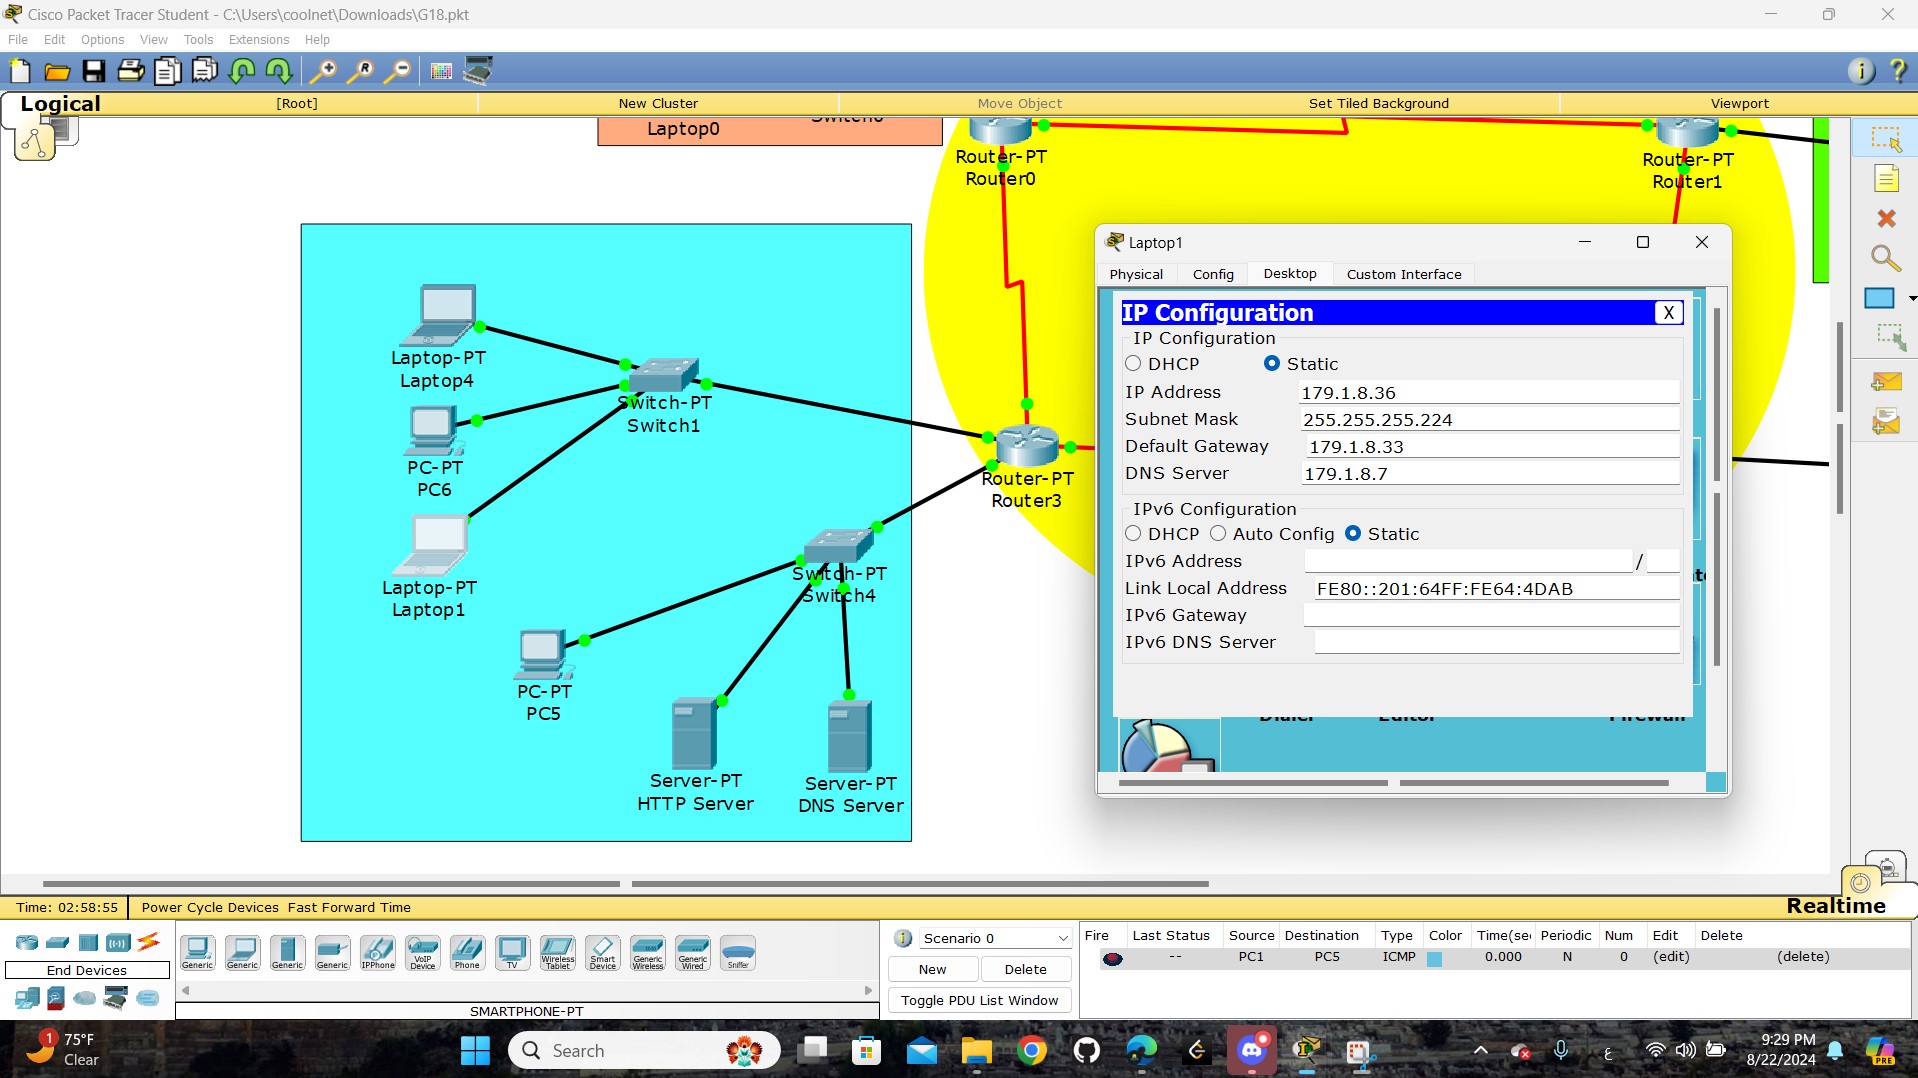 Cisco Packet Tracer Student - C:\Users\coolnet\Downloads\G18.pkt
File Edit Options View Tools Extensions Help
Logical [Root] New Cluster Move Object Set Tiled Background Viewport
Laptop0
Router-PT
Router0
Router-PT
Router1
Laptop-PT
Laptop4
Switch-PT
Switch1
PC-PT
PC6
Laptop-PT
Laptop1
Router-PT
Router3
Switch-PT
Switch4
PC-PT
PC5
Server-PT
HTTP Server
Server-PT
DNS Server
Laptop1
Physical Config Desktop Custom Interface
IP Configuration X
IP Configuration
DHCP Static
IP Address 179.1.8.36
Subnet Mask 255.255.255.224
Default Gateway 179.1.8.33
DNS Server 179.1.8.7
IPv6 Configuration
DHCP Auto Config Static
IPv6 Address /
Link Local Address FE80::201:64FF:FE64:4DAB
IPv6 Gateway
IPv6 DNS Server
Dialer Editor Firewall
Time: 02:58:55 Power Cycle Devices Fast Forward Time Realtime
End Devices
Generic Generic Generic Generic IPPhone VoIP Device Phone TV Wireless Tablet Smart Device Generic Wireless Generic Wired Sniffer
SMARTPHONE-PT
Scenario 0
New Delete
Toggle PDU List Window
Fire Last Status Source Destination Type Color Time(sec Periodic Num Edit Delete
-- PC1 PC5 ICMP 0.000 N 0 (edit) (delete)
1 75°F
Clear
Search
ع
9:29 PM
8/22/2024
PRE